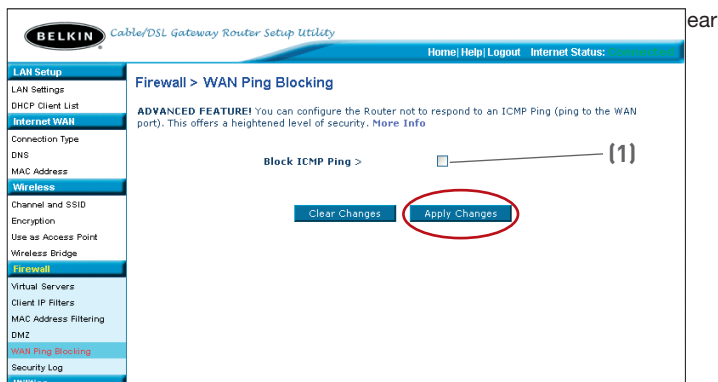 ear
BELKIN Cable/DSL Gateway Router Setup Utility
Home| Help| Logout Internet Status:
LAN Setup
LAN Settings
DHCP Client List
Internet WAN
Connection Type
DNS
MAC Address
Wireless
Channel and SSID
Encryption
Use as Access Point
Wireless Bridge
Firewall
Virtual Servers
Client IP Filters
MAC Address Filtering
DMZ
WAN Ping Blocking
Security Log
Utilities
Firewall > WAN Ping Blocking
ADVANCED FEATURE! You can configure the Router not to respond to an ICMP Ping (ping to the WAN
port). This offers a heightened level of security. More Info
Block ICMP Ping >
(1)
Clear Changes Apply Changes